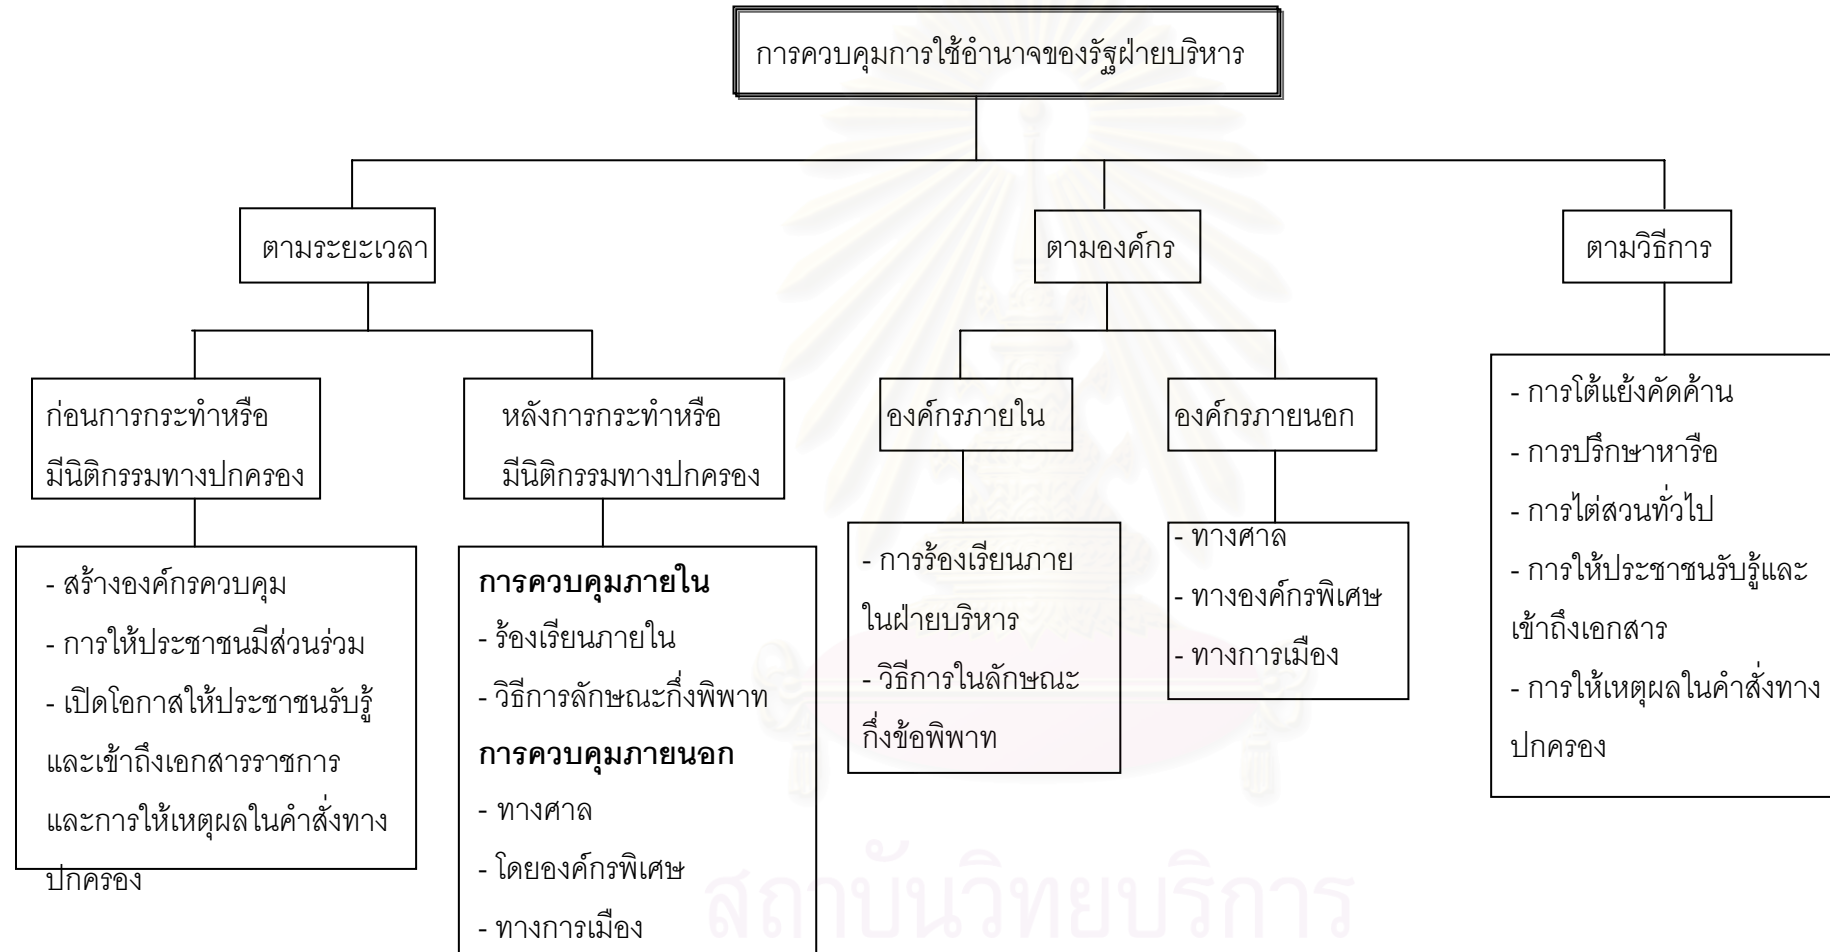 การควบคุมการใช้อำนาจของรัฐฝ่ายบริหาร
ตามระยะเวลา
ตามองค์กร
ตามวิธีการ
ก่อนการกระทำหรือ
มีนิติกรรมทางปกครอง
หลังการกระทำหรือ
มีนิติกรรมทางปกครอง
องค์กรภายใน
องค์กรภายนอก
- สร้างองค์กรควบคุม
- การให้ประชาชนมีส่วนร่วม
- เปิดโอกาสให้ประชาชนรับรู้
และเข้าถึงเอกสารราชการ
และการให้เหตุผลในคำสั่งทาง
ปกครอง
การควบคุมภายใน
- ร้องเรียนภายใน
- วิธีการลักษณะกึ่งพิพาท
การควบคุมภายนอก
- ทางศาล
- โดยองค์กรพิเศษ
- ทางการเมือง
- การร้องเรียนภาย
ในฝ่ายบริหาร
- วิธีการในลักษณะ
กึ่งข้อพิพาท
- ทางศาล
- ทางองค์กรพิเศษ
- ทางการเมือง
- การโต้แย้งคัดค้าน
- การปรึกษาหารือ
- การไต่สวนทั่วไป
- การให้ประชาชนรับรู้และ
เข้าถึงเอกสาร
- การให้เหตุผลในคำสั่งทาง
ปกครอง
สถาบันวิทยบริการ